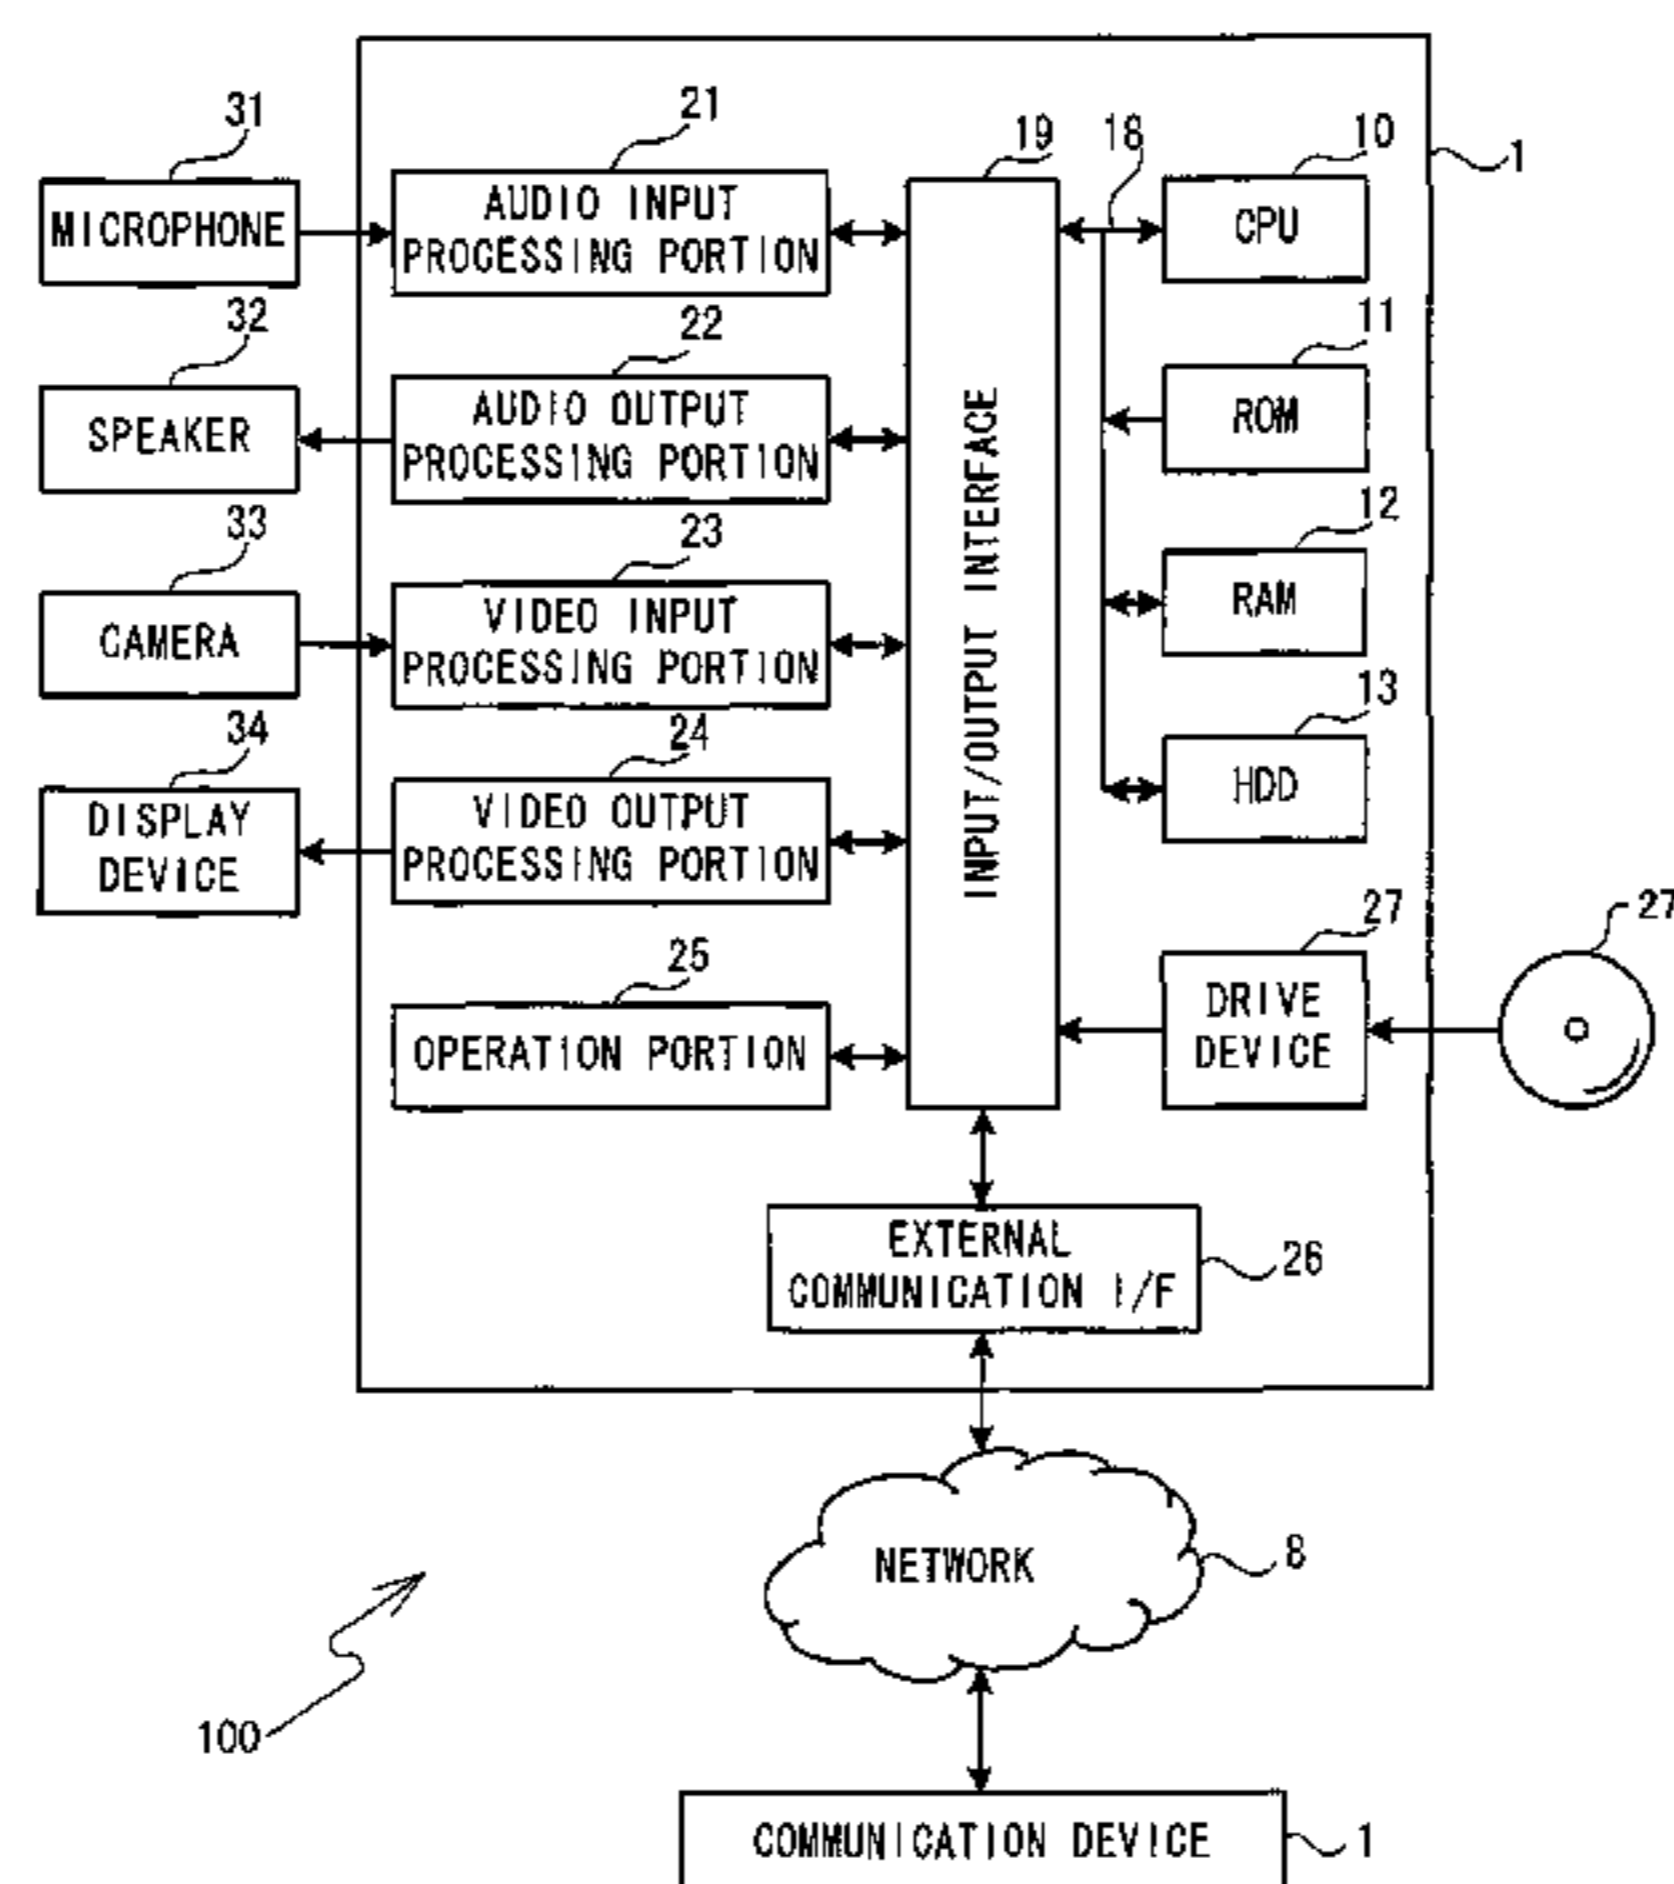 31
MICROPHONE
32
SPEAKER
33
CAMERA
34
DISPLAY
DEVICE
21
AUDIO INPUT
PROCESSING PORTION
22
AUDIO OUTPUT
PROCESSING PORTION
23
VIDEO INPUT
PROCESSING PORTION
24
VIDEO OUTPUT
PROCESSING PORTION
25
OPERATION PORTION
19
INPUT/OUTPUT INTERFACE
18
10
CPU
1
11
ROM
12
RAM
13
HDD
27
DRIVE
DEVICE
27
EXTERNAL
COMMUNICATION I/F
26
NETWORK
8
100
COMMUNICATION DEVICE
1